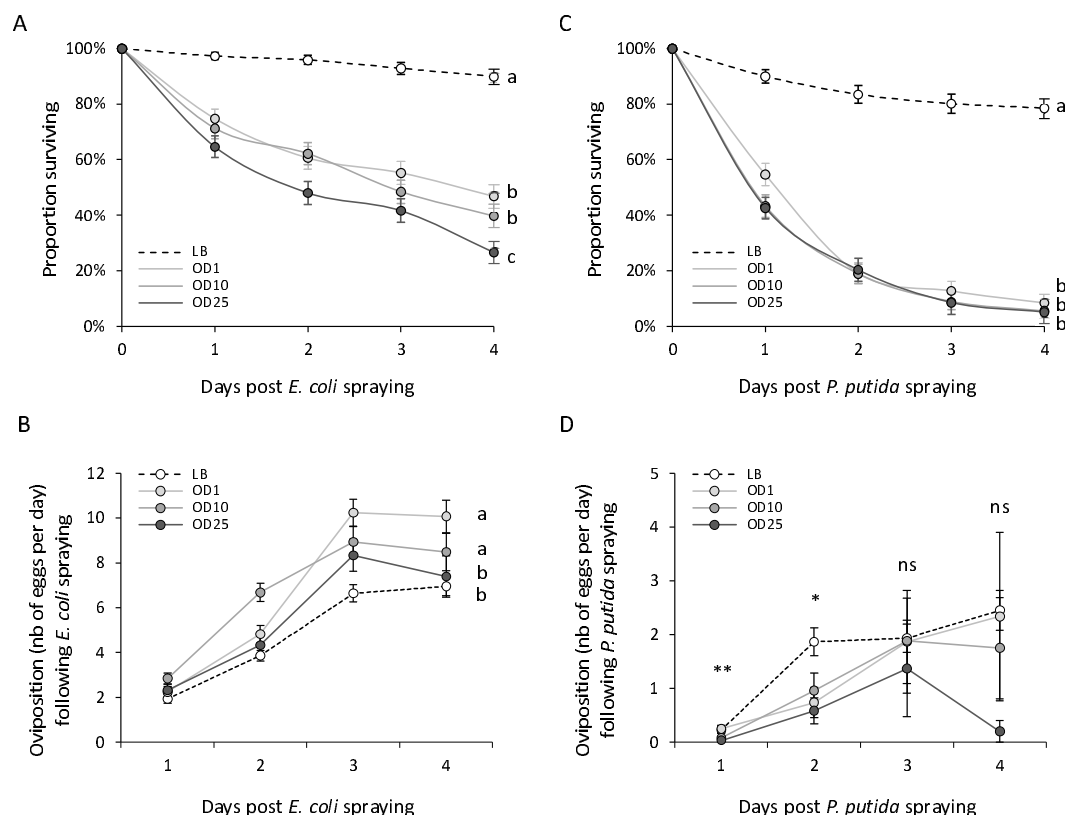 A
100%
80%
60%
40%
20%
0%
Proportion surviving
LB
OD1
OD10
OD25
a
b
b
c
0 1 2 3 4
Days post E. coli spraying
C
100%
80%
60%
40%
20%
0%
Proportion surviving
LB
OD1
OD10
OD25
a
b
b
b
0 1 2 3 4
Days post P. putida spraying
B
12
10
8
6
4
2
0
Oviposition (nb of eggs per day)
following E. coli spraying
LB
OD1
OD10
OD25
a
a
b
b
1 2 3 4
Days post E. coli spraying
D
5
4
3
2
1
0
Oviposition (nb of eggs per day)
following P. putida spraying
LB
OD1
OD10
OD25
**
*
ns
ns
1 2 3 4
Days post P. putida spraying